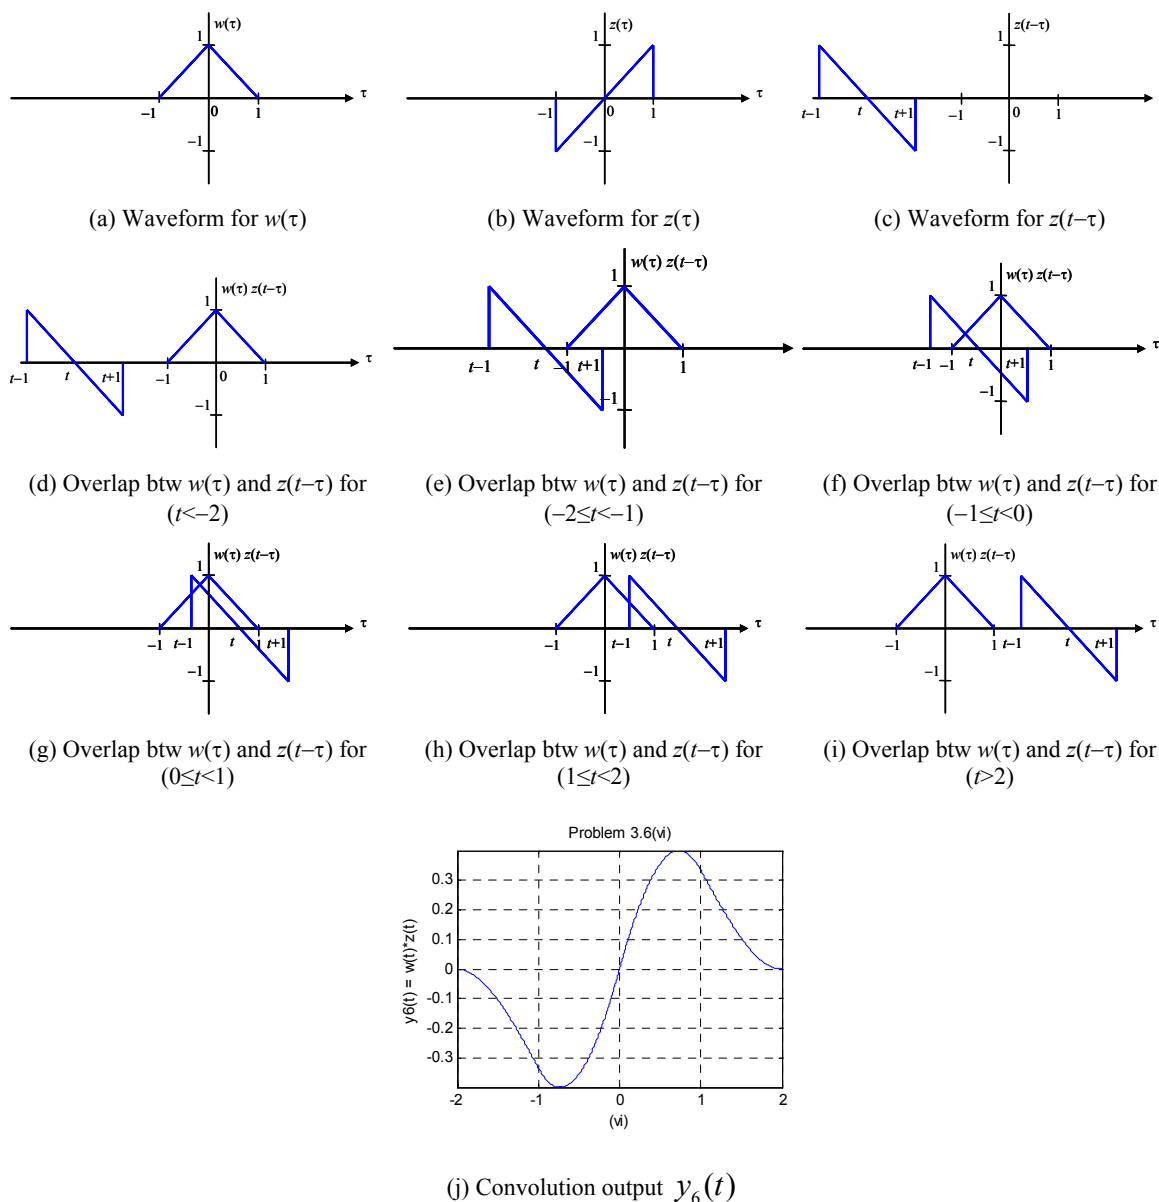 w(τ)
1
τ
−1
0
1
−1
(a) Waveform for w(τ)
z(τ)
1
τ
−1
0
1
−1
(b) Waveform for z(τ)
z(t−τ)
1
τ
t−1
t
t+1
−1
0
1
−1
(c) Waveform for z(t−τ)
w(τ) z(t−τ)
1
τ
t−1
t
t+1
−1
0
1
−1
(d) Overlap btw w(τ) and z(t−τ) for
(t<−2)
w(τ) z(t−τ)
1
τ
t−1
t
−1
t+1
1
−1
(e) Overlap btw w(τ) and z(t−τ) for
(−2≤t<−1)
w(τ) z(t−τ)
1
τ
t−1
−1
t
t+1
1
−1
(f) Overlap btw w(τ) and z(t−τ) for
(−1≤t<0)
w(τ) z(t−τ)
1
τ
−1
t−1
t
1
t+1
−1
(g) Overlap btw w(τ) and z(t−τ) for
(0≤t<1)
w(τ) z(t−τ)
1
τ
−1
t−1
1
t
t+1
−1
(h) Overlap btw w(τ) and z(t−τ) for
(1≤t<2)
w(τ) z(t−τ)
1
τ
−1
1
t−1
t
t+1
−1
(i) Overlap btw w(τ) and z(t−τ) for
(t>2)
Problem 3.6(vi)
y6(t) = w(t)*z(t)
0.3
0.2
0.1
0
-0.1
-0.2
-0.3
-2
-1
0
1
2
(vi)
(j) Convolution output y₆(t)